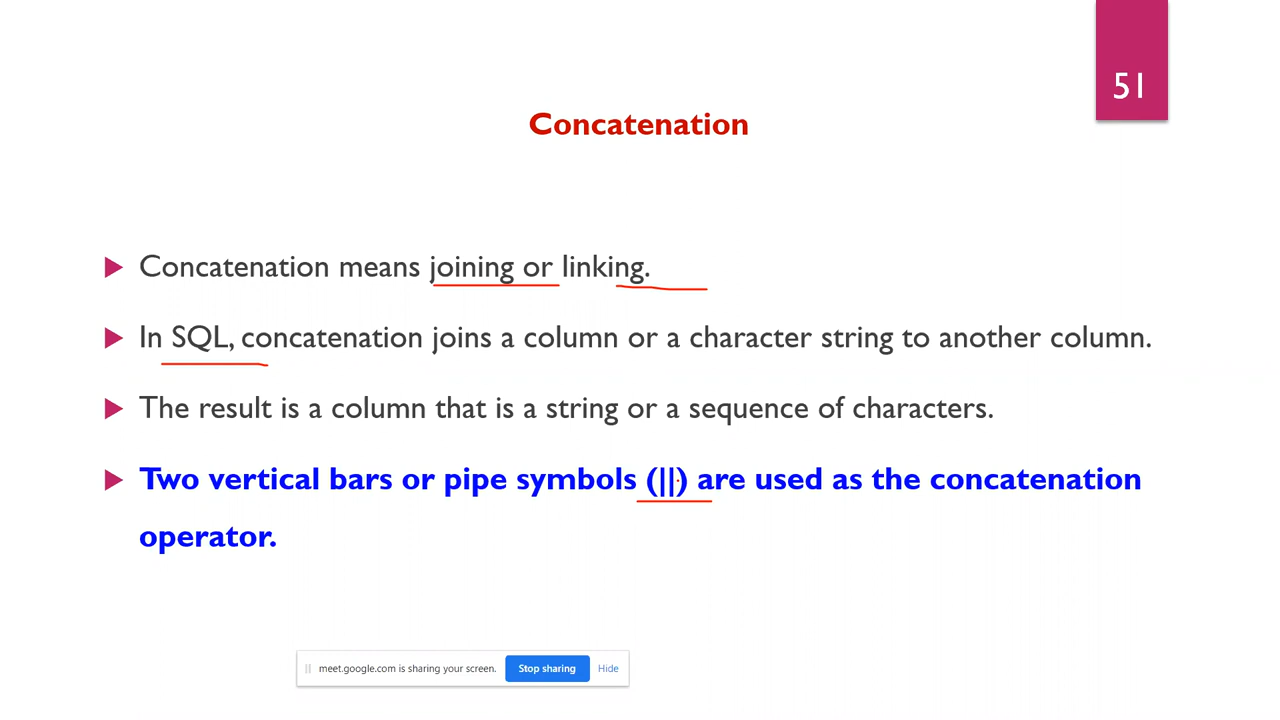 51
Concatenation
Concatenation means joining or linking.
In SQL, concatenation joins a column or a character string to another column.
The result is a column that is a string or a sequence of characters.
Two vertical bars or pipe symbols (||) are used as the concatenation
operator.
meet.google.com is sharing your screen. Stop sharing Hide